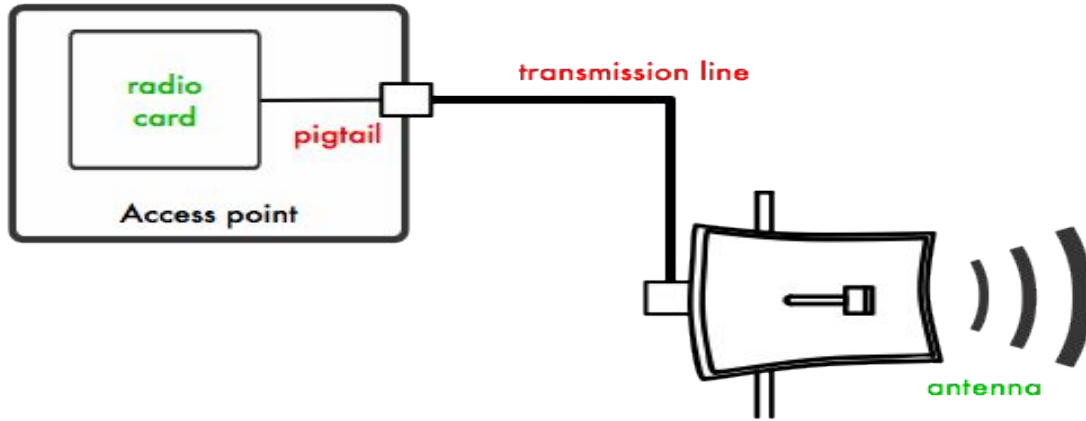 radio
card
pigtail
Access point
transmission line
antenna